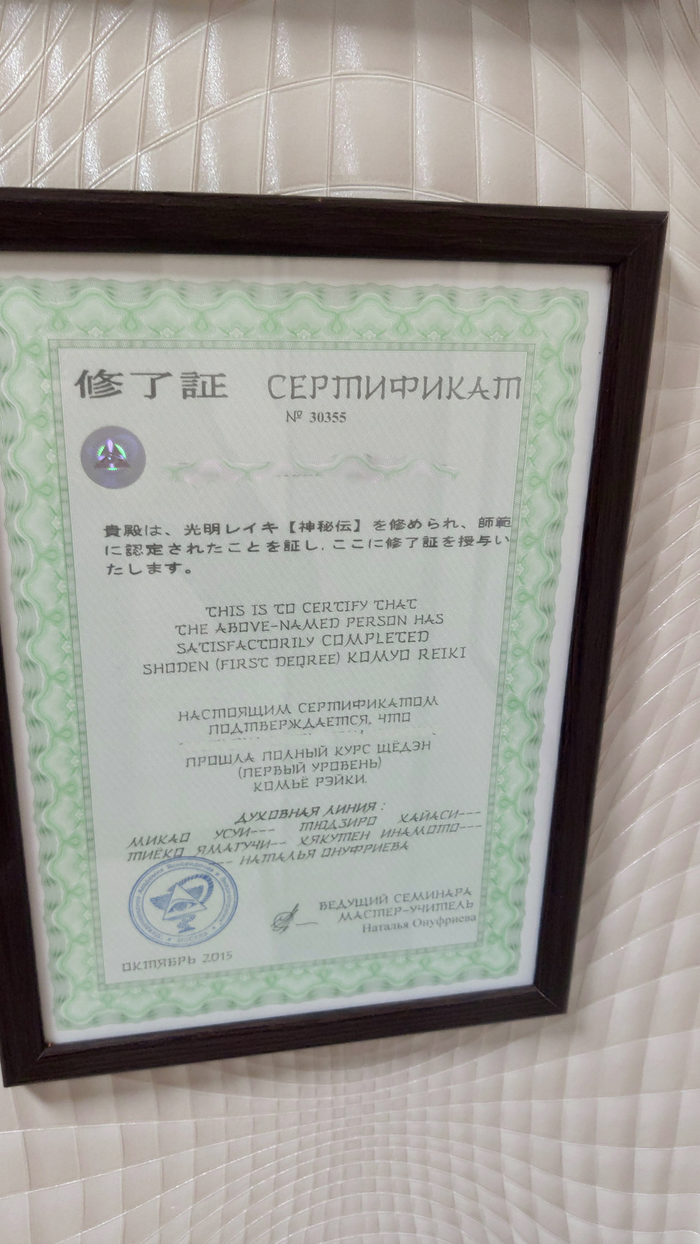 修了証 СЕРТИФИКАТ
№ 30355
貴殿は、光明レイキ【神秘伝】を修められ、師範
に認定されたことを証し、ここに修了証を授与い
たします。
THIS IS TO CERTIFY THAT
THE ABOVE-NAMED PERSON HAS
SATISFACTORILY COMPLETED
SHODEN (FIRST DEGREE) KOMYO REIKI
НАСТОЯЩИМ СЕРТИФИКАТОМ
ПОДТВЕРЖДАЕТСЯ, ЧТО
ПРОШЛА ПОЛНЫЙ КУРС ЩЁДЭН
(ПЕРВЫЙ УРОВЕНЬ)
КОМЬЁ РЭЙКИ.
ДУХОВНАЯ ЛИНИЯ :
МИКАО УСУИ--- ТЮДЗИРО ХАЙАСИ---
ТИЕКО ЯМАГУЧИ-- ХЯКУТЕН ИНАМОТО---
--- НАТАЛЬЯ ОНУФРИЕВА
ВЕДУЩИЙ СЕМИНАРА
МАСТЕР-УЧИТЕЛЬ
Наталья Онуфриева
ОКТЯБРЬ 2015